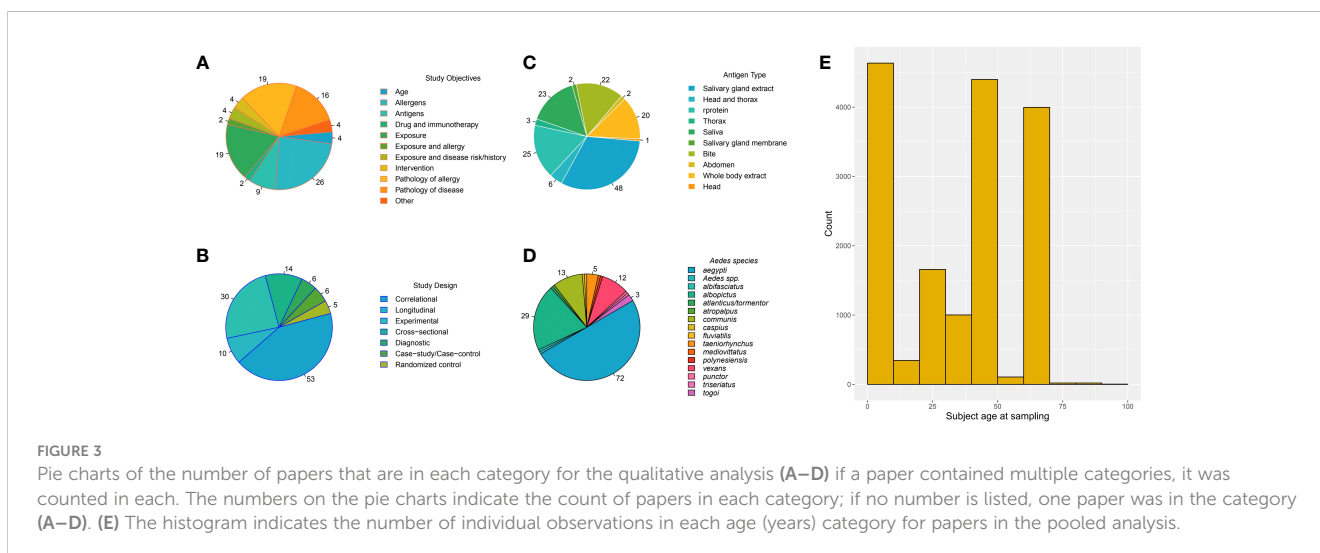 A
19
16
4
4
26
9
2
19
2
4
4
Study Objectives
Age
Allergens
Antigens
Drug and immunotherapy
Exposure
Exposure and allergy
Exposure and disease risk/history
Intervention
Pathology of allergy
Pathology of disease
Other
B
14
6
6
5
53
10
30
Study Design
Correlational
Longitudinal
Experimental
Cross−sectional
Diagnostic
Case−study/Case−control
Randomized control
C
2
22
2
20
1
48
6
25
3
23
Antigen Type
Salivary gland extract
Head and thorax
rprotein
Thorax
Saliva
Salivary gland membrane
Bite
Abdomen
Whole body extract
Head
D
13
5
12
3
72
29
Aedes species
aegypti
Aedes spp.
albifasciatus
albopictus
atlanticus/tormentor
atropalpus
communis
caspius
fluviatilis
taeniorhynchus
mediovittatus
polynesiensis
vexans
punctor
triseriatus
togoi
E
Count
4000
3000
2000
1000
0
0
25
50
75
100
Subject age at sampling
FIGURE 3
Pie charts of the number of papers that are in each category for the qualitative analysis (A–D) if a paper contained multiple categories, it was
counted in each. The numbers on the pie charts indicate the count of papers in each category; if no number is listed, one paper was in the category
(A–D). (E) The histogram indicates the number of individual observations in each age (years) category for papers in the pooled analysis.